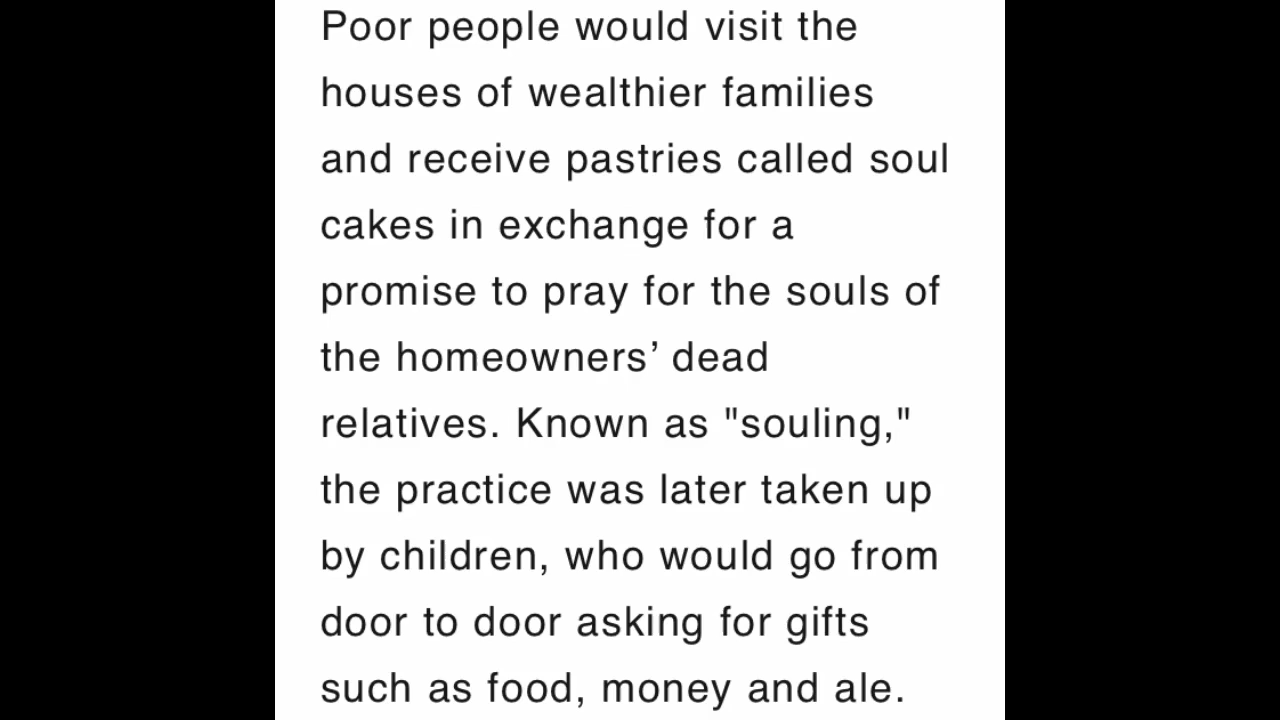 Poor people would visit the
houses of wealthier families
and receive pastries called soul
cakes in exchange for a
promise to pray for the souls of
the homeowners’ dead
relatives. Known as "souling,"
the practice was later taken up
by children, who would go from
door to door asking for gifts
such as food, money and ale.